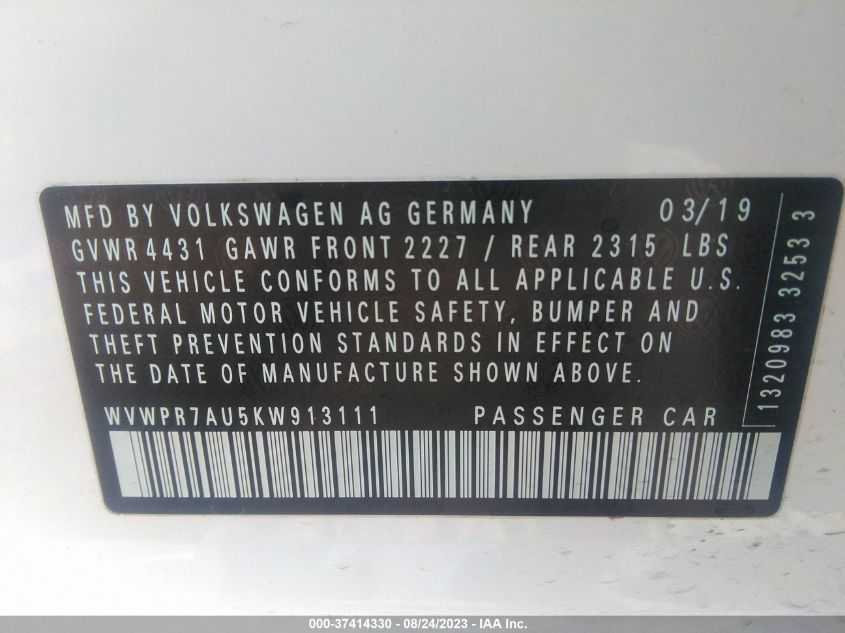 MFD BY VOLKSWAGEN AG GERMANY 03/19
GVWR 4431 GAWR FRONT 2227 / REAR 2315 LBS
THIS VEHICLE CONFORMS TO ALL APPLICABLE U.S.
FEDERAL MOTOR VEHICLE SAFETY, BUMPER AND
THEFT PREVENTION STANDARDS IN EFFECT ON
THE DATE OF MANUFACTURE SHOWN ABOVE.
WVWPR7AU5KW913111 PASSENGER CAR
1320983 3253 3
000-37414330 - 08/24/2023 - IAA Inc.